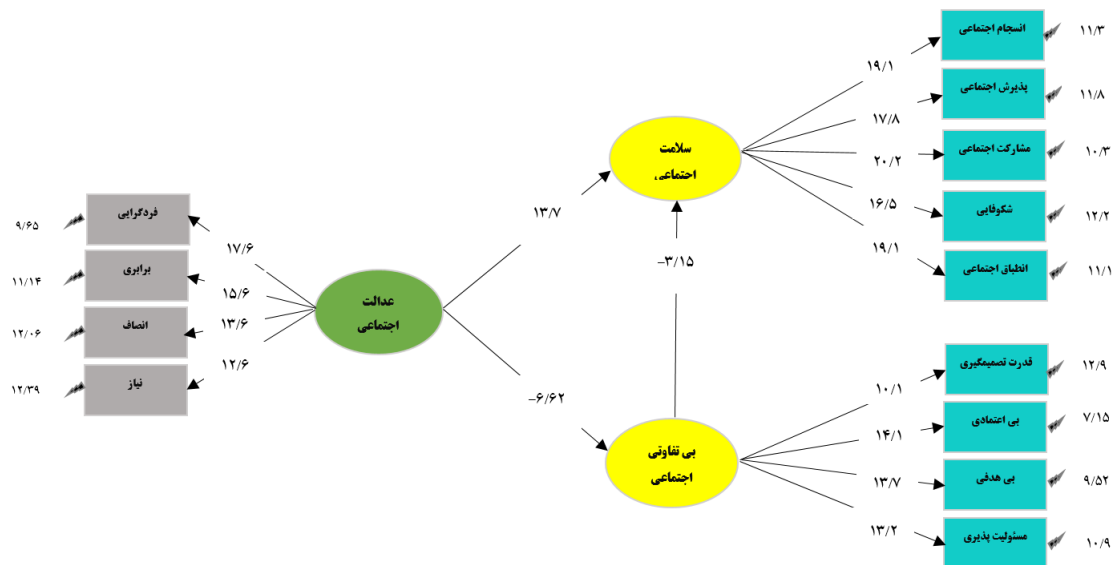 انسجام اجتماعی
۱۱/۳
۱۹/۱
پذیرش اجتماعی
۱۱/۸
۱۷/۸
سلامت
اجتماعی
مشارکت اجتماعی
۱۰/۳
۲۰/۲
شکوفایی
۱۲/۲
۱۶/۵
انطباق اجتماعی
۱۱/۱
۱۹/۱
۱۳/۷
-۳/۱۵
فردگرایی
۹/۶۵
۱۷/۶
برابری
۱۱/۱۴
۱۵/۶
عدالت
اجتماعی
انصاف
۱۲/۰۶
۱۳/۶
نیاز
۱۲/۳۹
۱۲/۶
-۶/۶۲
قدرت تصمیمگیری
۱۲/۹
۱۰/۱
بی اعتمادی
۷/۱۵
۱۴/۱
بی تفاوتی
اجتماعی
بی هدفی
۹/۵۲
۱۳/۷
مسئولیت پذیری
۱۰/۹
۱۳/۲